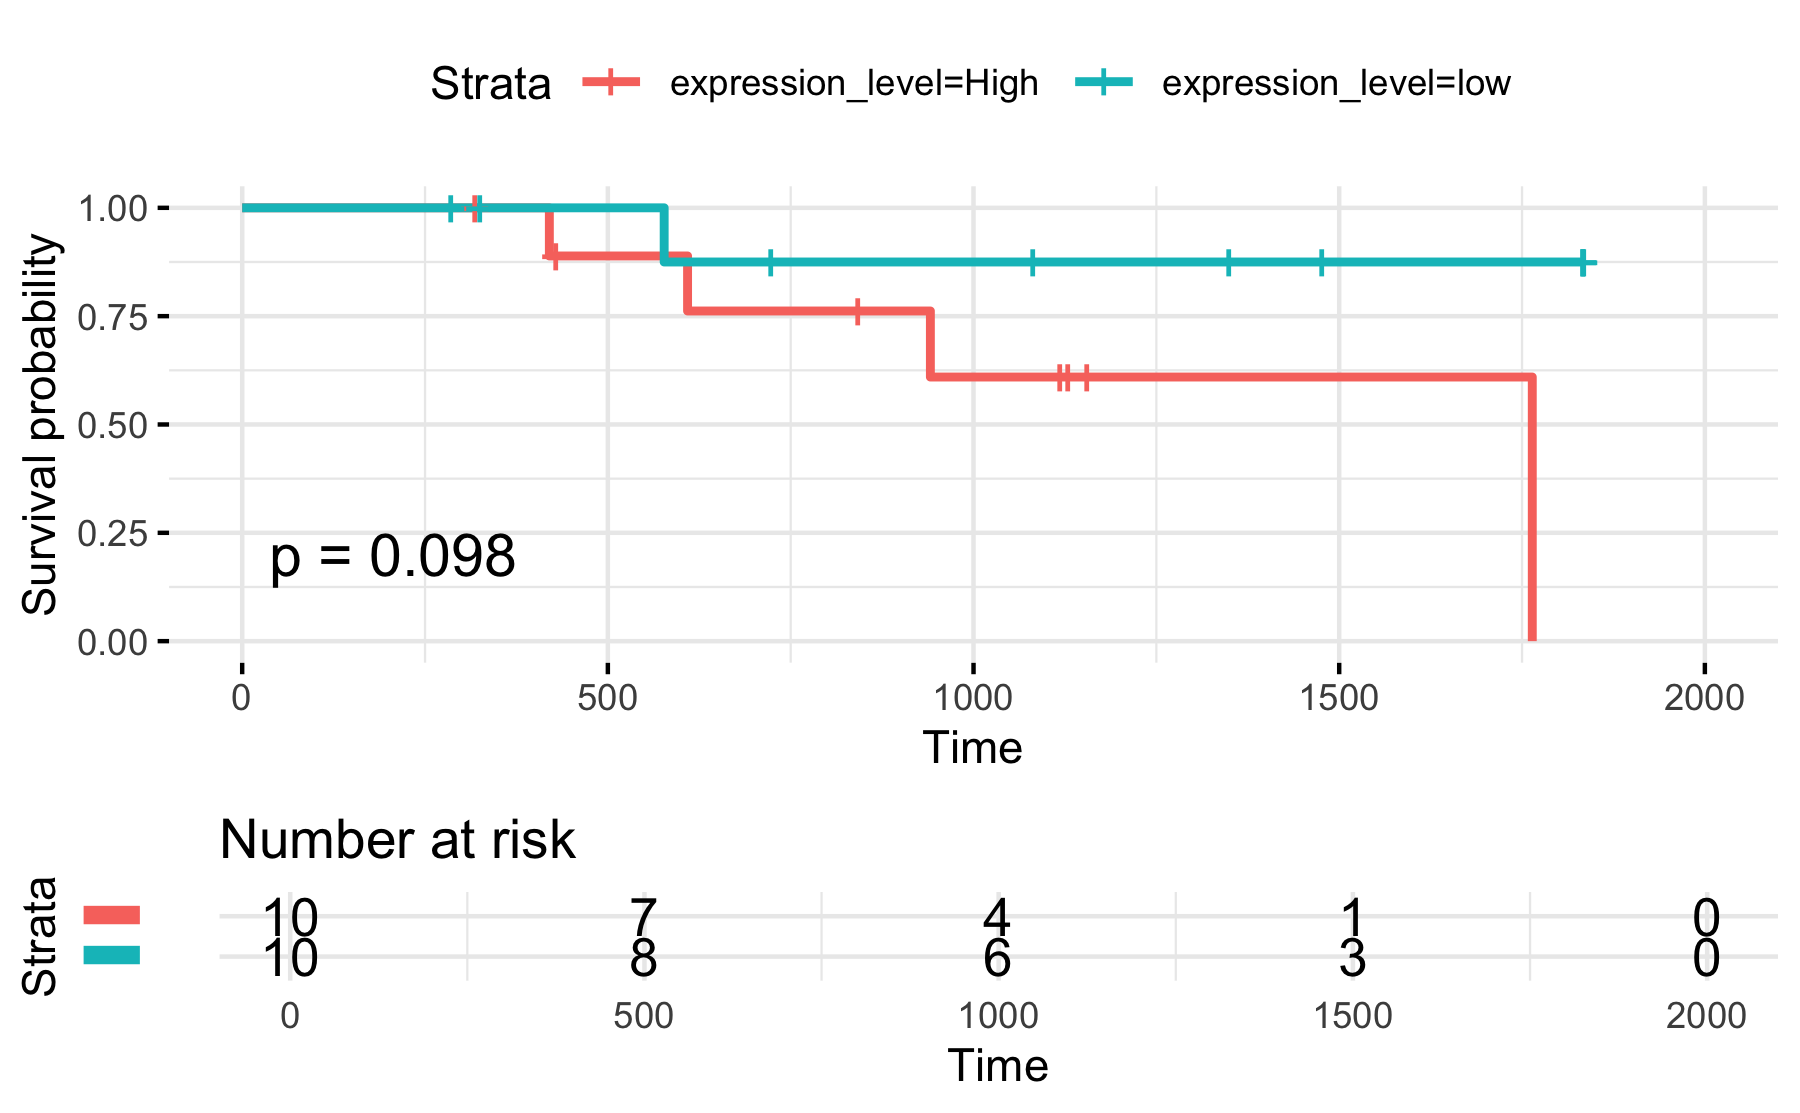 Strata expression_level=High expression_level=low
Survival probability
1.00
0.75
0.50
0.25
0.00
p = 0.098
0 500 1000 1500 2000
Time
Number at risk
Strata
10 7 4 1 0
10 8 6 3 0
0 500 1000 1500 2000
Time